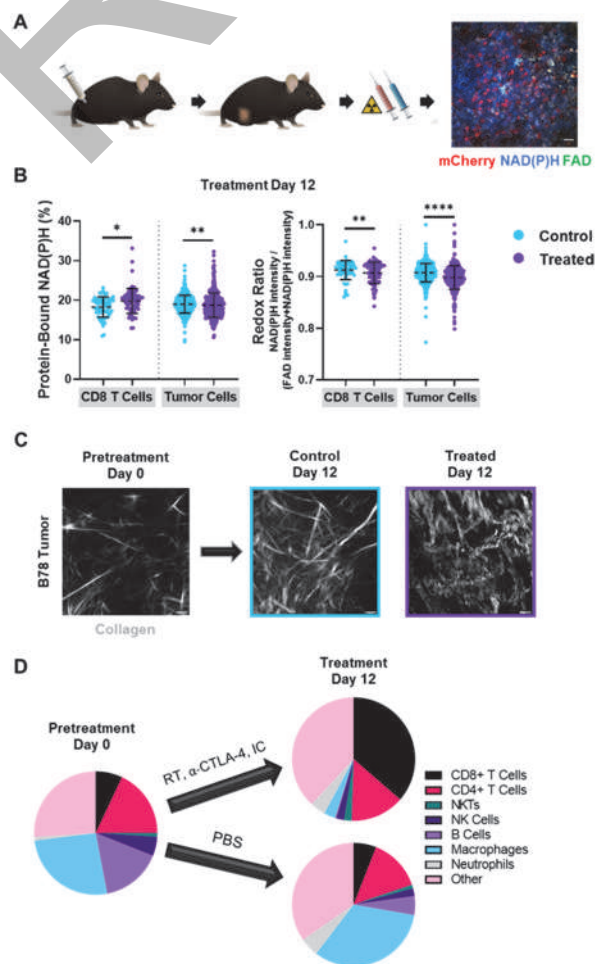 A
mCherry NAD(P)H FAD
B
Treatment Day 12
Protein-Bound NAD(P)H (%)
40
30
20
10
0
CD8 T Cells
Tumor Cells
*
**
Redox Ratio
NAD(P)H intensity /
(FAD intensity+NAD(P)H intensity)
1.0
0.9
0.8
0.7
CD8 T Cells
Tumor Cells
**
****
Control
Treated
C
Pretreatment
Day 0
Control
Day 12
Treated
Day 12
B78 Tumor
Collagen
D
Pretreatment
Day 0
Treatment
Day 12
RT, α-CTLA-4, IC
PBS
CD8+ T Cells
CD4+ T Cells
NKTs
NK Cells
B Cells
Macrophages
Neutrophils
Other